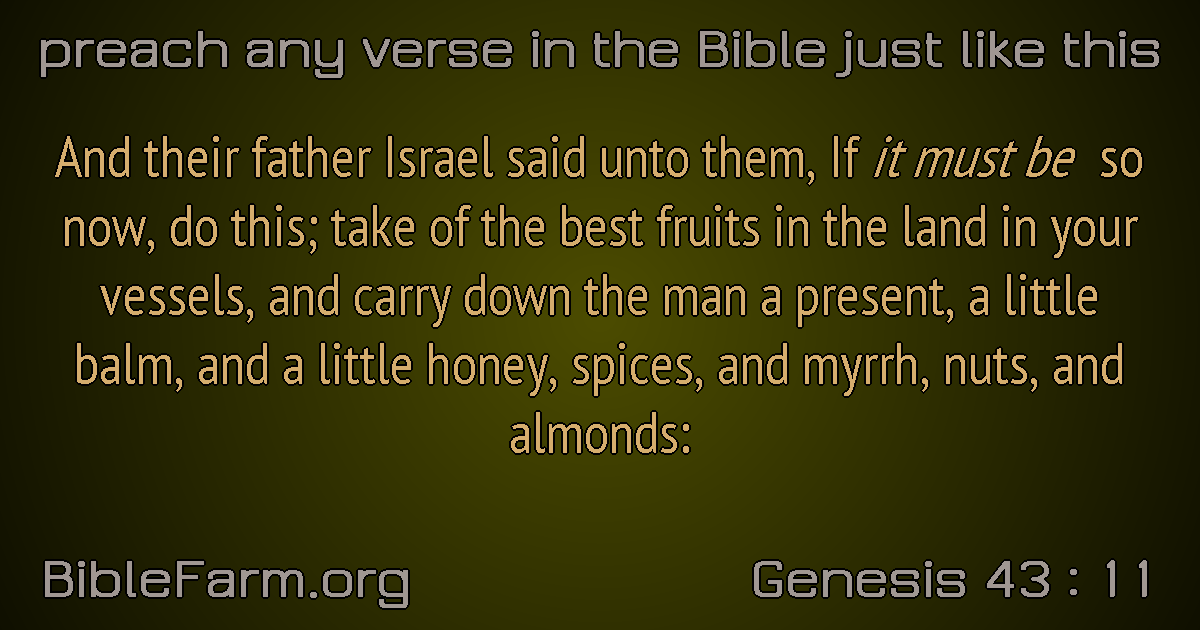 preach any verse in the Bible just like this
And their father Israel said unto them, If it must be so
now, do this; take of the best fruits in the land in your
vessels, and carry down the man a present, a little
balm, and a little honey, spices, and myrrh, nuts, and
almonds:
BibleFarm.org
Genesis 43 : 11